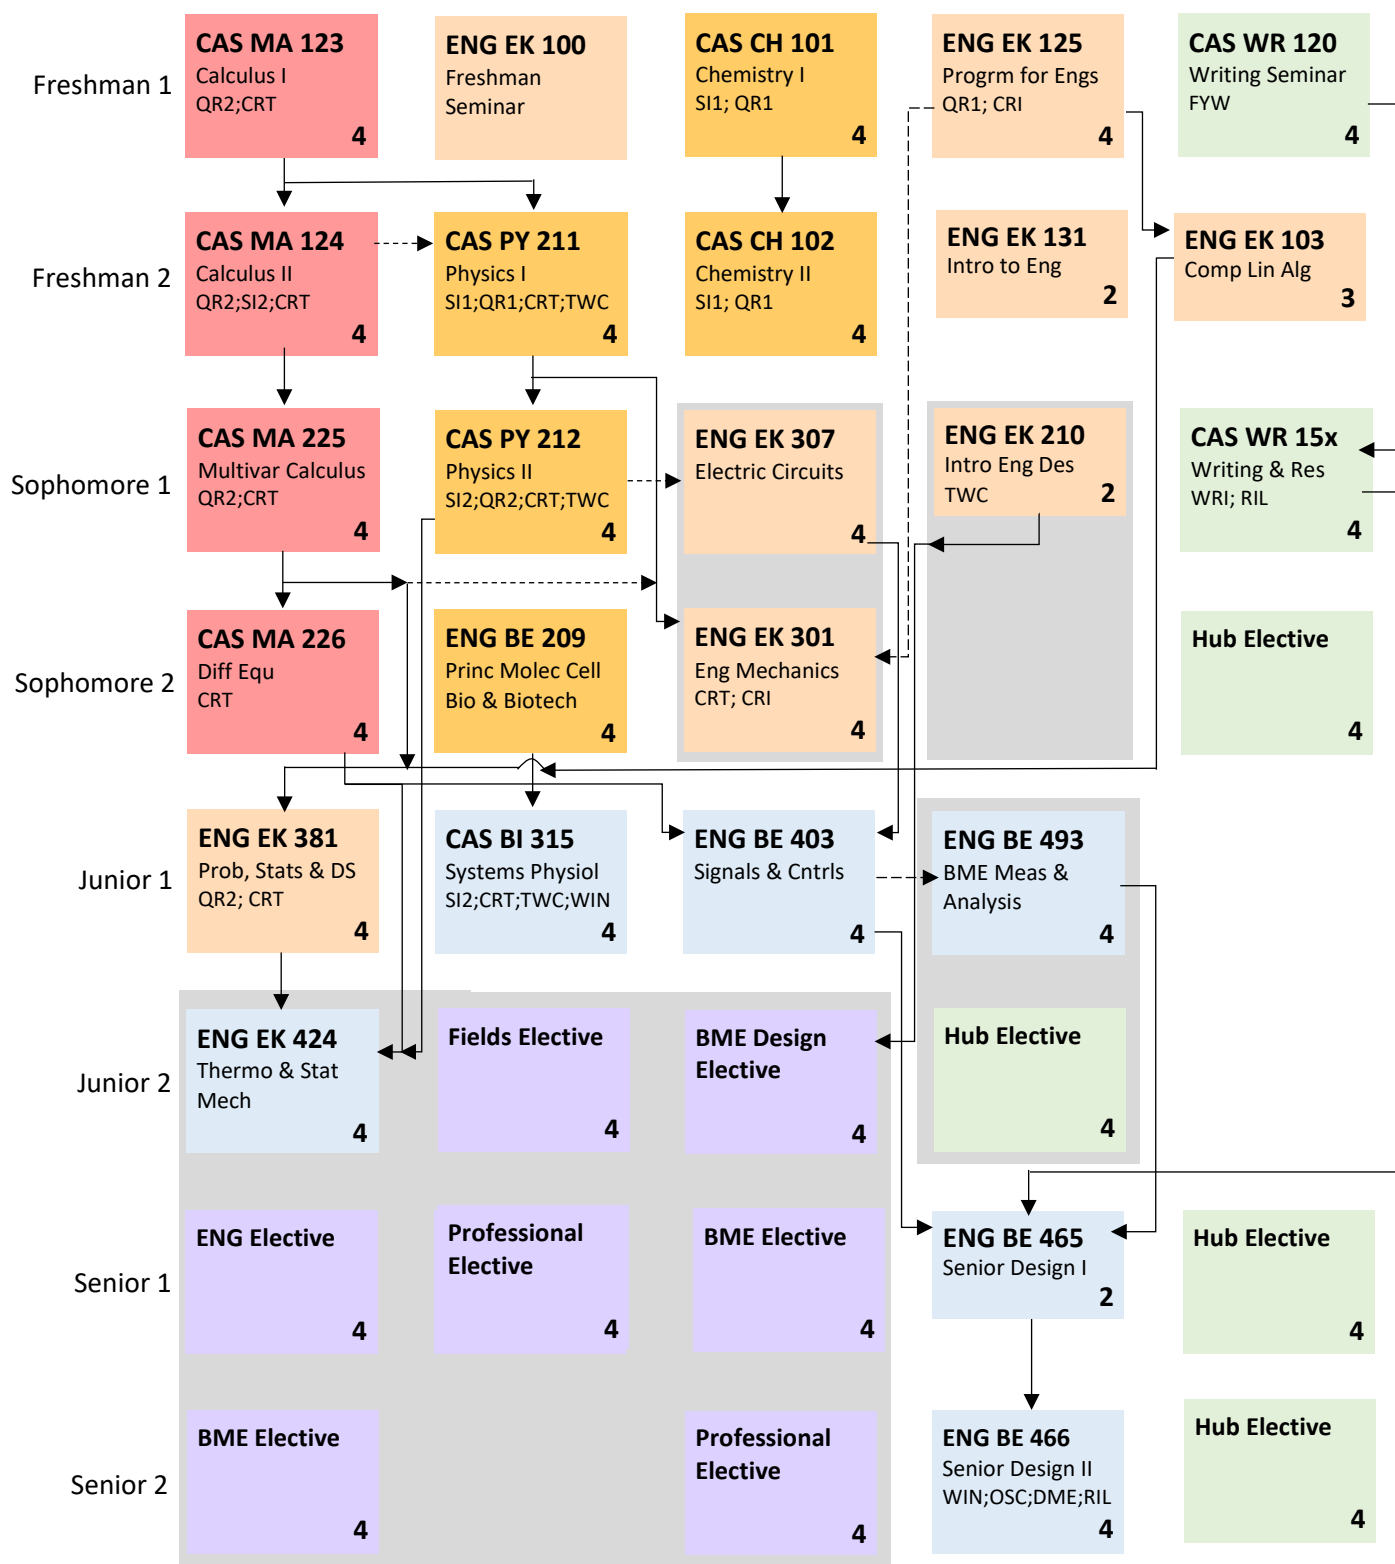 Freshman 1
CAS MA 123
Calculus I
QR2;CRT
4
ENG EK 100
Freshman
Seminar
CAS CH 101
Chemistry I
SI1; QR1
4
ENG EK 125
Progrm for Engs
QR1; CRI
4
CAS WR 120
Writing Seminar
FYW
4
Freshman 2
CAS MA 124
Calculus II
QR2;SI2;CRT
4
CAS PY 211
Physics I
SI1;QR1;CRT;TWC
4
CAS CH 102
Chemistry II
SI1; QR1
4
ENG EK 131
Intro to Eng
2
ENG EK 103
Comp Lin Alg
3
Sophomore 1
CAS MA 225
Multivar Calculus
QR2;CRT
4
CAS PY 212
Physics II
SI2;QR2;CRT;TWC
4
ENG EK 307
Electric Circuits
4
ENG EK 210
Intro Eng Des
TWC
2
CAS WR 15x
Writing & Res
WRI; RIL
4
Sophomore 2
CAS MA 226
Diff Equ
CRT
4
ENG BE 209
Princ Molec Cell
Bio & Biotech
4
ENG EK 301
Eng Mechanics
CRT; CRI
4
Hub Elective
4
Junior 1
ENG EK 381
Prob, Stats & DS
QR2; CRT
4
CAS BI 315
Systems Physiol
SI2;CRT;TWC;WIN
4
ENG BE 403
Signals & Cntrls
4
ENG BE 493
BME Meas &
Analysis
4
Junior 2
ENG EK 424
Thermo & Stat
Mech
4
Fields Elective
4
BME Design
Elective
4
Hub Elective
4
Senior 1
ENG Elective
4
Professional
Elective
4
BME Elective
4
ENG BE 465
Senior Design I
2
Hub Elective
4
Senior 2
BME Elective
4
Professional
Elective
4
ENG BE 466
Senior Design II
WIN;OSC;DME;RIL
4
Hub Elective
4